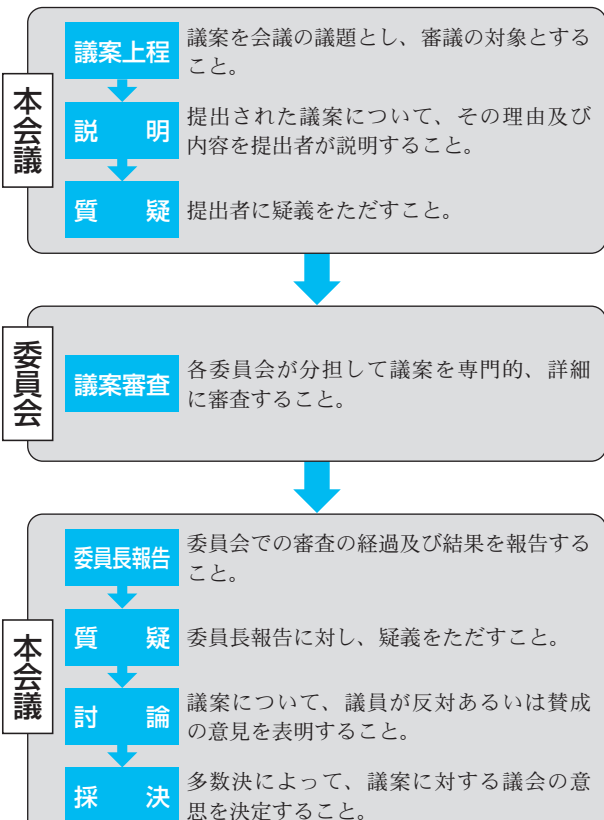 本会議
議案上程
議案を会議の議題とし、審議の対象とする
こと。
説　明
提出された議案について、その理由及び
内容を提出者が説明すること。
質　疑
提出者に疑義をただすこと。
委員会
議案審査
各委員会が分担して議案を専門的、詳細
に審査すること。
本会議
委員長報告
委員会での審査の経過及び結果を報告する
こと。
質　疑
委員長報告に対し、疑義をただすこと。
討　論
議案について、議員が反対あるいは賛成
の意見を表明すること。
採　決
多数決によって、議案に対する議会の意
思を決定すること。